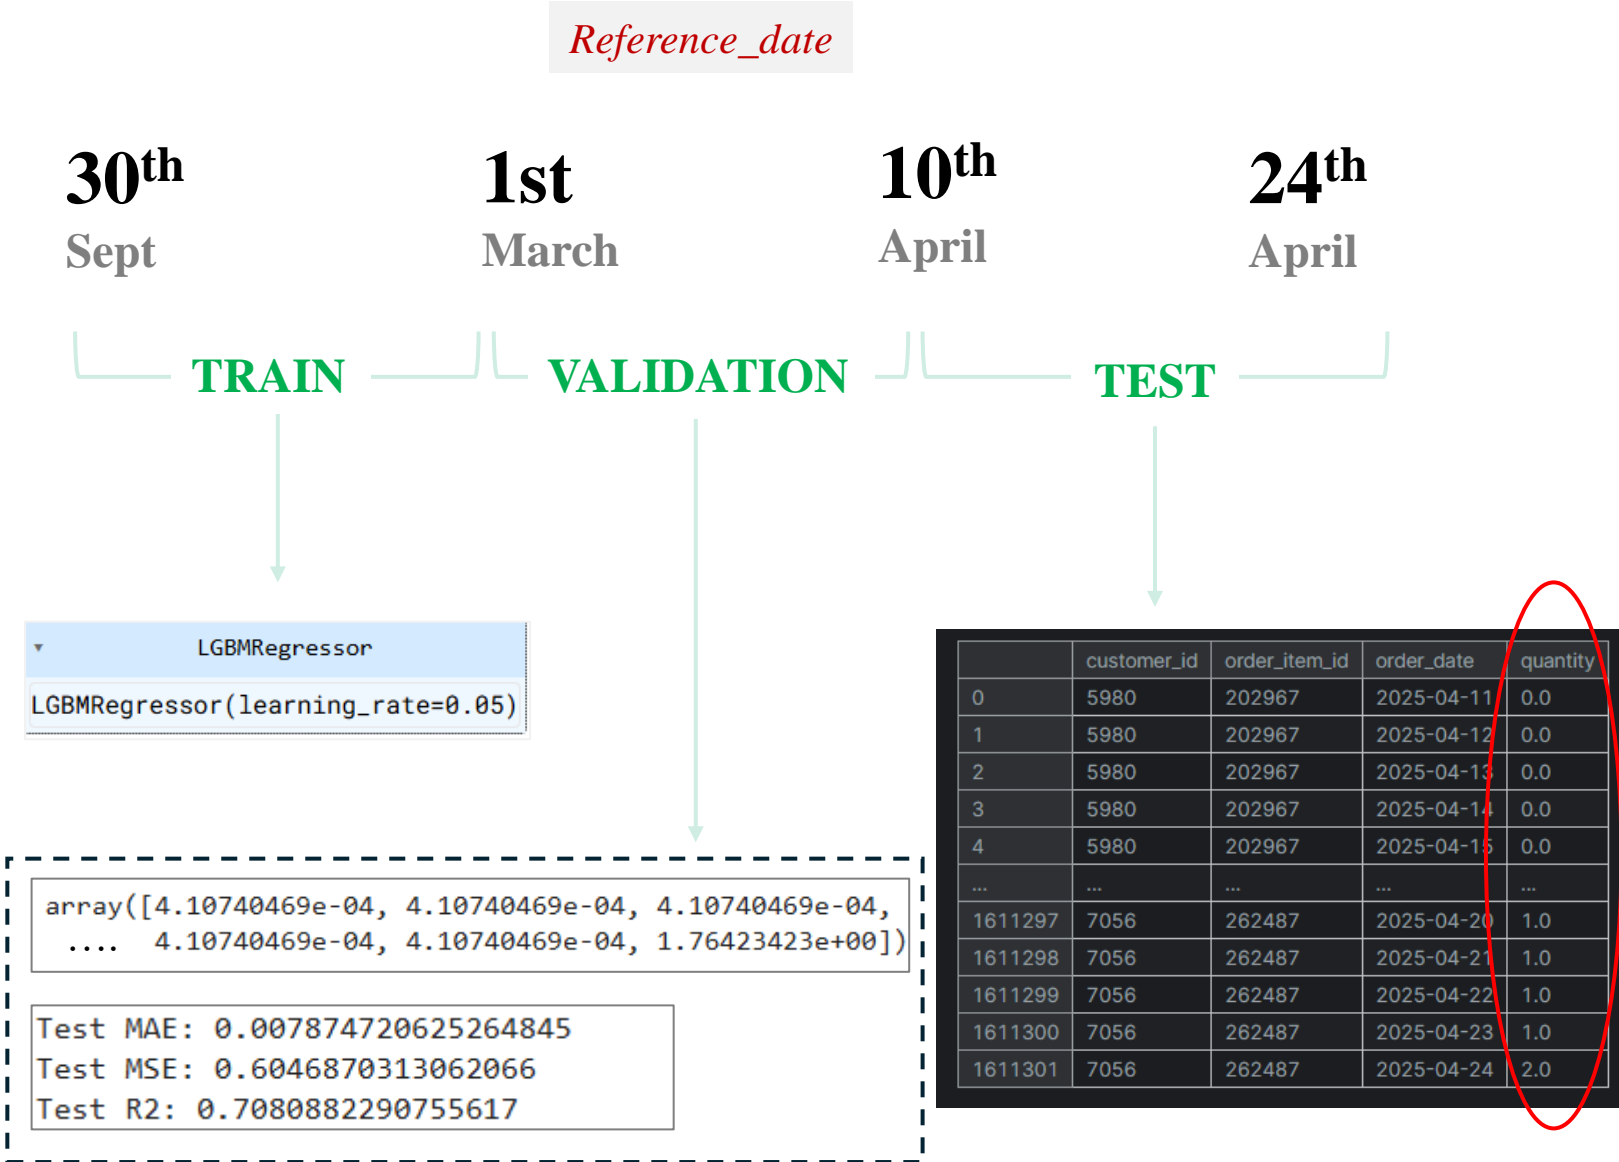 Reference_date
30th
Sept
1st
March
10th
April
24th
April
TRAIN
VALIDATION
TEST
LGBMRegressor
LGBMRegressor(learning_rate=0.05)
array([4.10740469e-04, 4.10740469e-04, 4.10740469e-04,
.... 4.10740469e-04, 4.10740469e-04, 1.76423423e+00])
Test MAE: 0.007874720625264845
Test MSE: 0.6046870313062066
Test R2: 0.7080882290755617
customer_id order_item_id order_date quantity
0 5980 202967 2025-04-11 0.0
1 5980 202967 2025-04-12 0.0
2 5980 202967 2025-04-13 0.0
3 5980 202967 2025-04-14 0.0
4 5980 202967 2025-04-15 0.0
... ... ... ... ...
1611297 7056 262487 2025-04-20 1.0
1611298 7056 262487 2025-04-21 1.0
1611299 7056 262487 2025-04-22 1.0
1611300 7056 262487 2025-04-23 1.0
1611301 7056 262487 2025-04-24 2.0